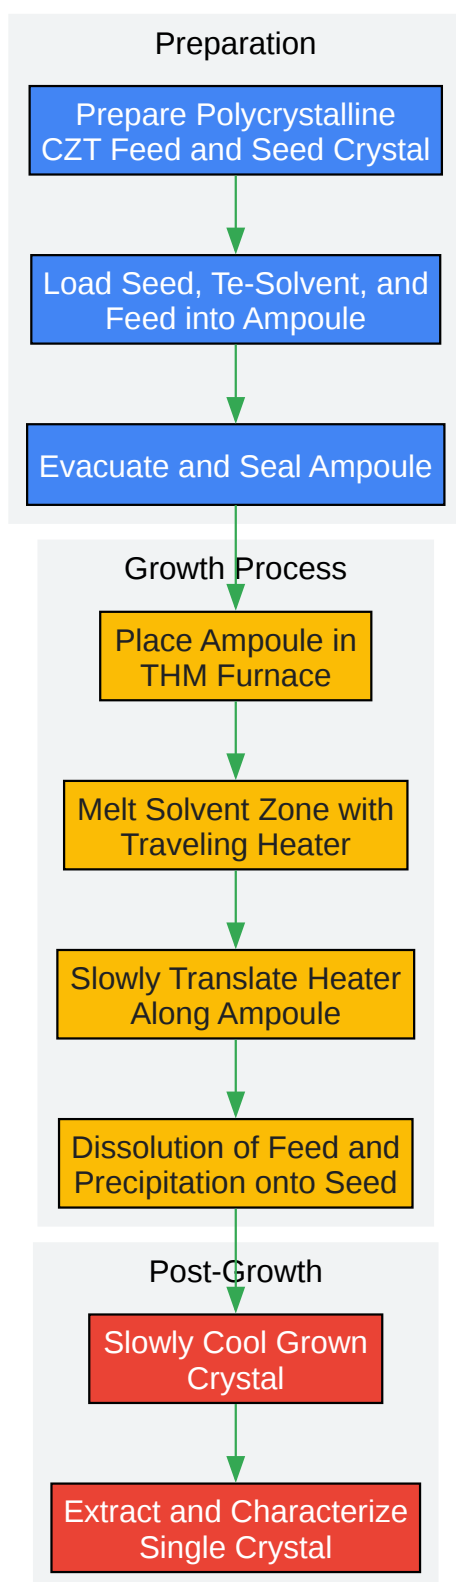 Preparation
Prepare Polycrystalline
CZT Feed and Seed Crystal
Load Seed, Te-Solvent, and
Feed into Ampoule
Evacuate and Seal Ampoule
Growth Process
Place Ampoule in
THM Furnace
Melt Solvent Zone with
Traveling Heater
Slowly Translate Heater
Along Ampoule
Dissolution of Feed and
Precipitation onto Seed
Post-Growth
Slowly Cool Grown
Crystal
Extract and Characterize
Single Crystal